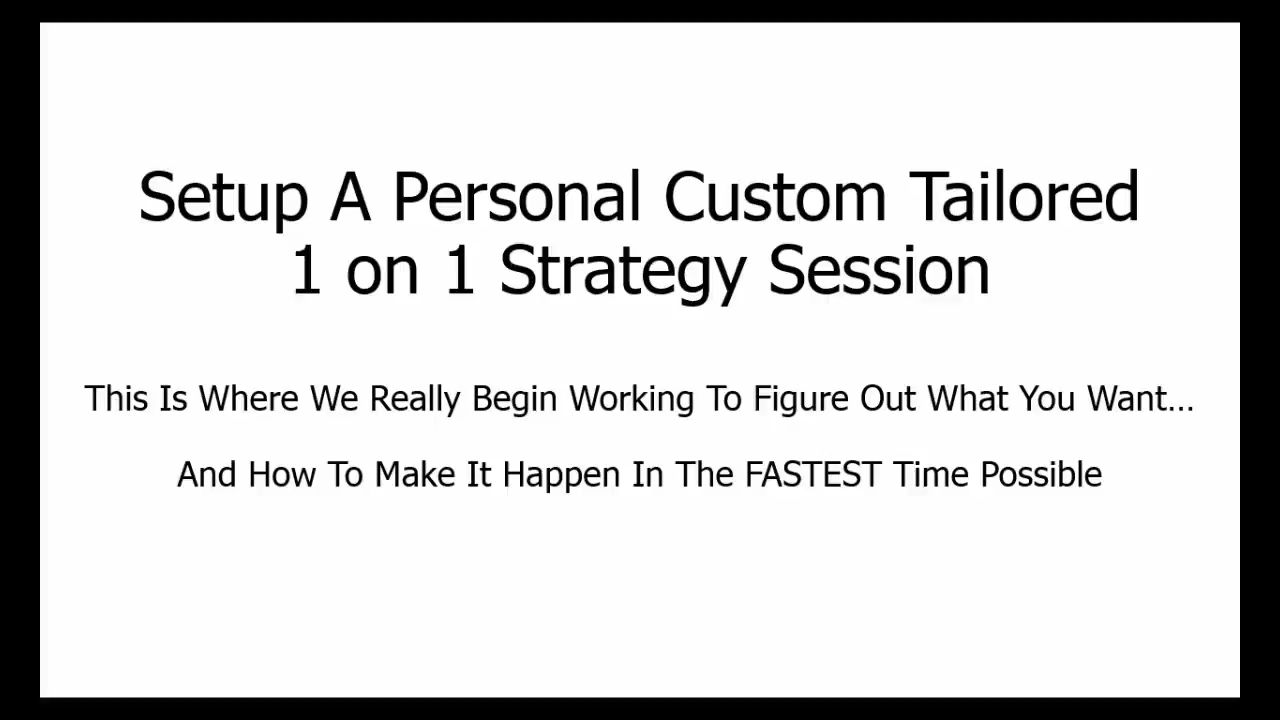 Setup A Personal Custom Tailored
1 on 1 Strategy Session
This Is Where We Really Begin Working To Figure Out What You Want...
And How To Make It Happen In The FASTEST Time Possible